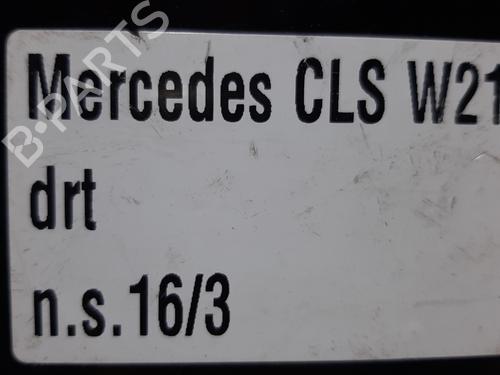 B-PARTS
Mercedes CLS W21
drt
n.s.16/3